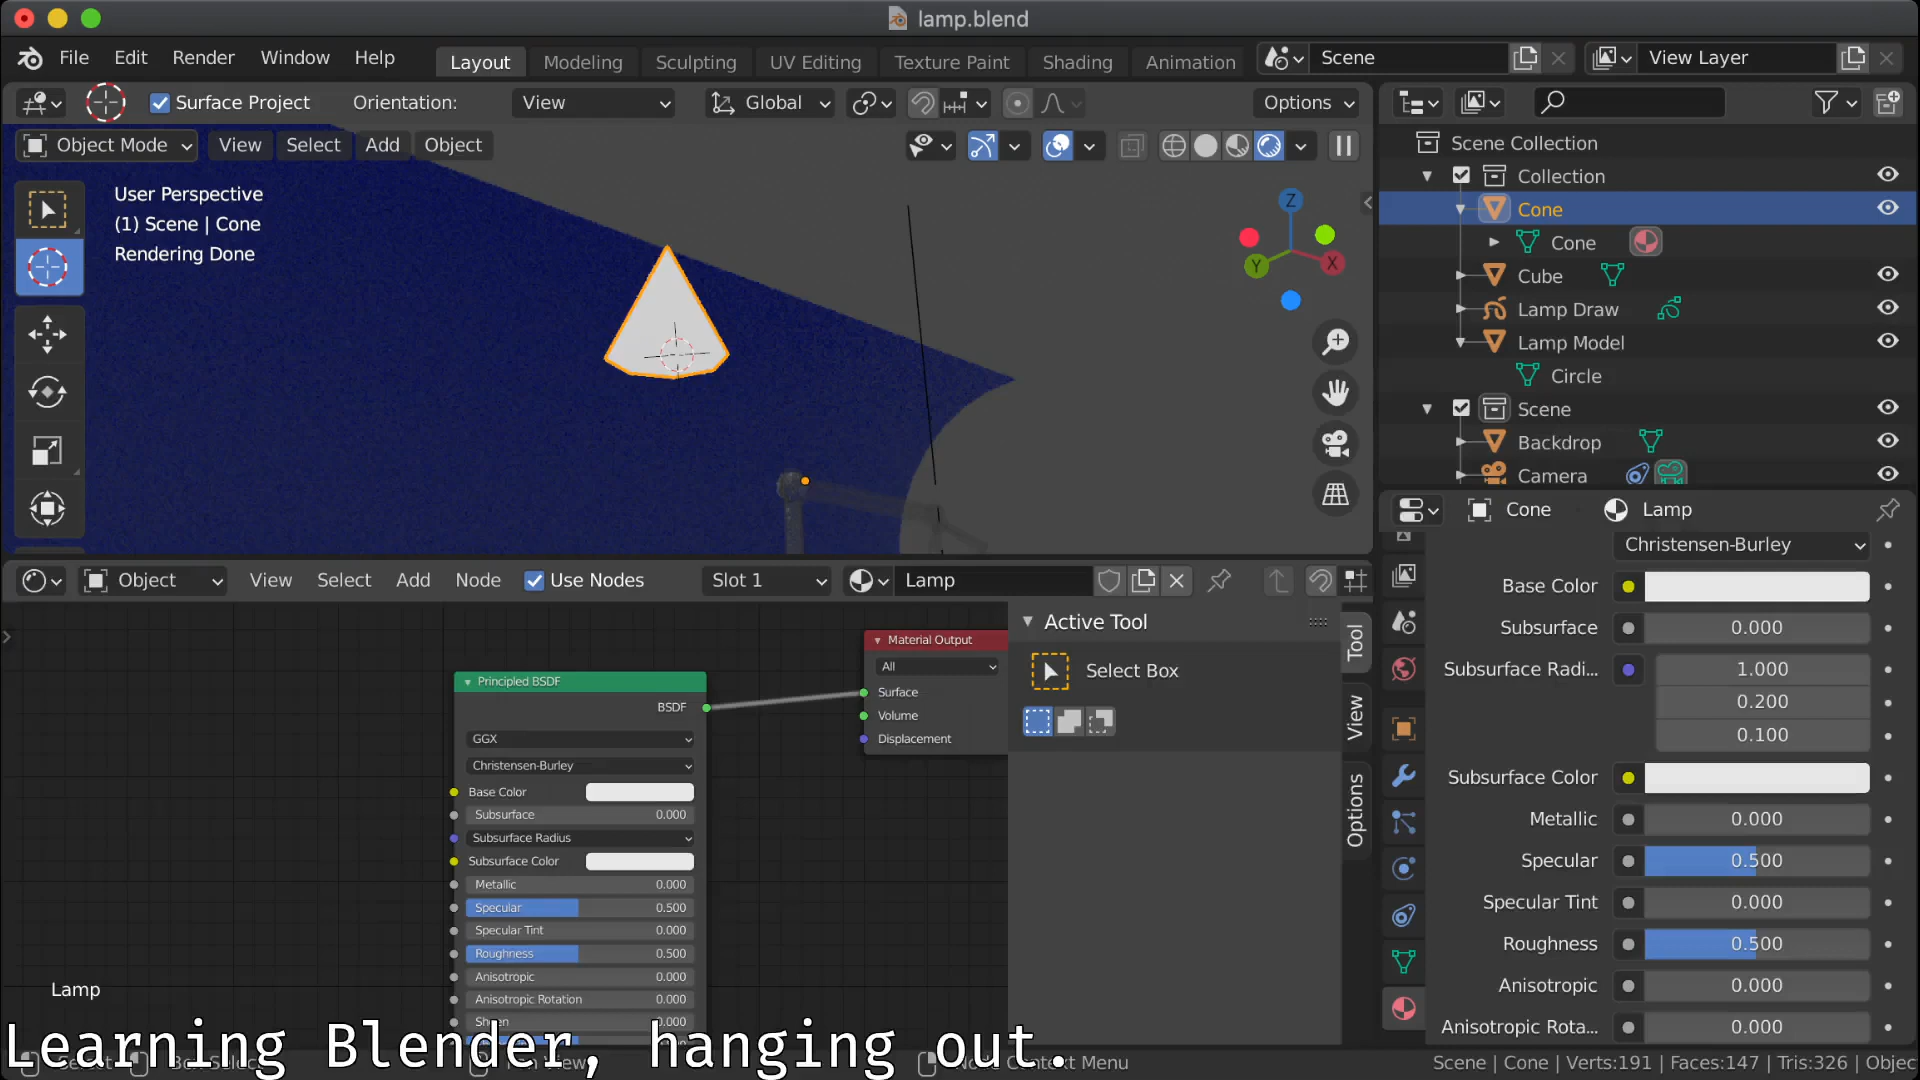 lamp.blend
File Edit Render Window Help
Layout Modeling Sculpting UV Editing Texture Paint Shading Animation
Scene View Layer
Surface Project Orientation: View Global Options
Object Mode View Select Add Object
User Perspective
(1) Scene | Cone
Rendering Done
Z
Y X
Scene Collection
Collection
Cone
Cone
Cube
Lamp Draw
Lamp Model
Circle
Scene
Backdrop
Camera
Cone Lamp
Christensen-Burley
Base Color
Subsurface 0.000
Subsurface Radi... 1.000
0.200
0.100
Subsurface Color
Metallic 0.000
Specular 0.500
Specular Tint 0.000
Roughness 0.500
Anisotropic 0.000
Anisotropic Rota... 0.000
Object View Select Add Node Use Nodes Slot 1 Lamp
Principled BSDF
BSDF
GGX
Christensen-Burley
Base Color
Subsurface 0.000
Subsurface Radius
Subsurface Color
Metallic 0.000
Specular 0.500
Specular Tint 0.000
Roughness 0.500
Anisotropic 0.000
Anisotropic Rotation 0.000
Sheen 0.000
Material Output
All
Surface
Volume
Displacement
Active Tool
Select Box
Tool
View
Options
Lamp
Learning Blender, hanging out.
Context Menu
Scene | Cone | Verts:191 | Faces:147 | Tris:326 | Objec